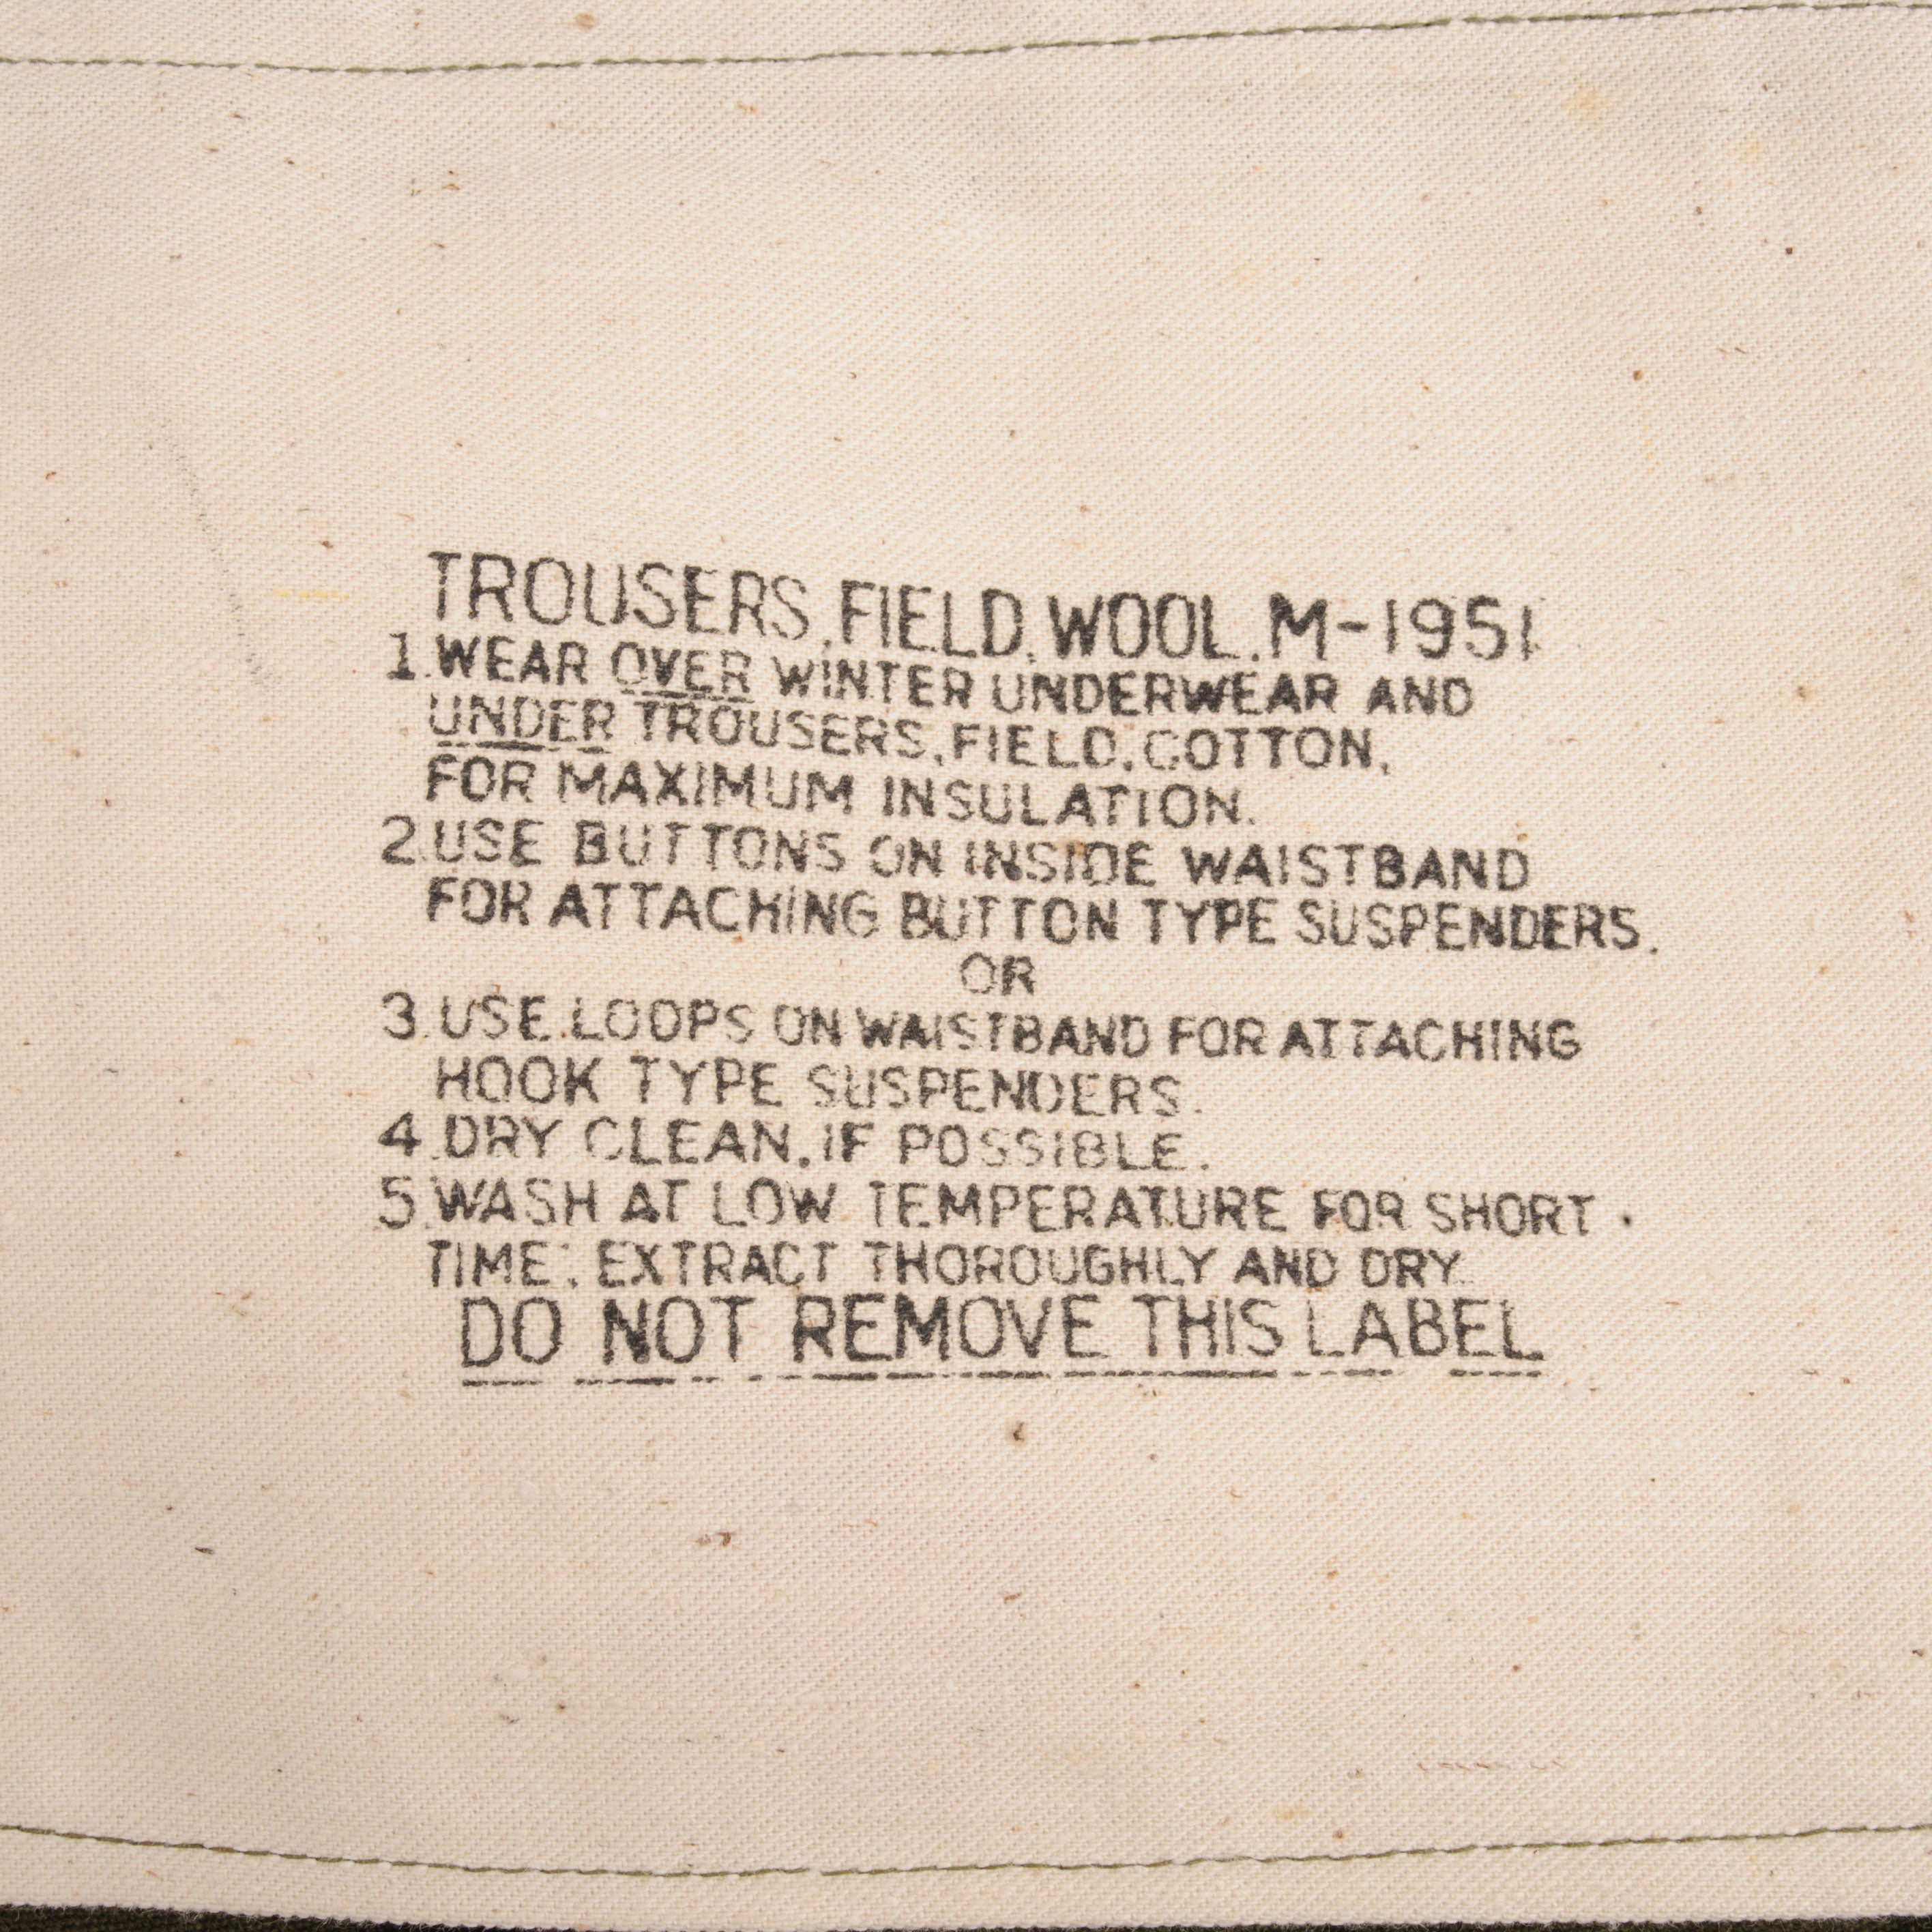 TROUSERS, FIELD, WOOL, M-1951
1. WEAR OVER WINTER UNDERWEAR AND
UNDER TROUSERS, FIELD, COTTON,
FOR MAXIMUM INSULATION.
2. USE BUTTONS ON INSIDE WAISTBAND
FOR ATTACHING BUTTON TYPE SUSPENDERS.
OR
3. USE LOOPS ON WAISTBAND FOR ATTACHING
HOOK TYPE SUSPENDERS.
4. DRY CLEAN, IF POSSIBLE.
5. WASH AT LOW TEMPERATURE FOR SHORT
TIME; EXTRACT THOROUGHLY AND DRY.
DO NOT REMOVE THIS LABEL